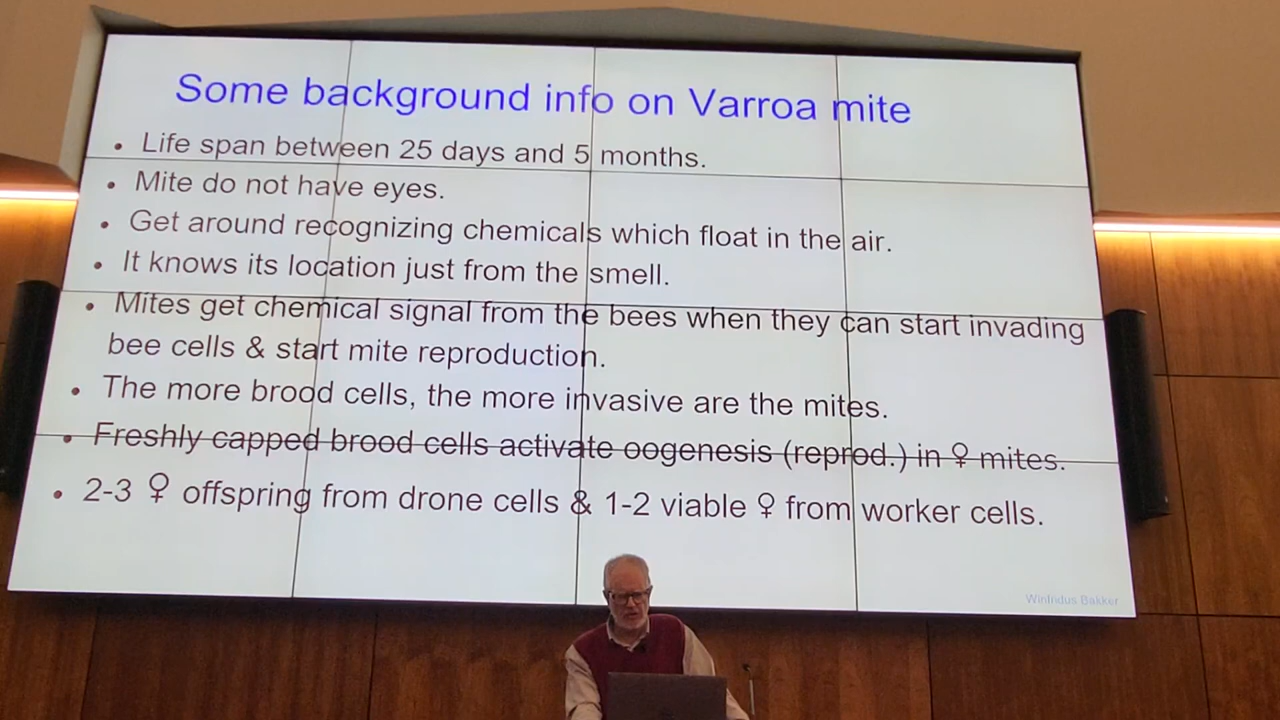 Some background info on Varroa mite
• Life span between 25 days and 5 months.
• Mite do not have eyes.
• Get around recognizing chemicals which float in the air.
• It knows its location just from the smell.
• Mites get chemical signal from the bees when they can start invading
bee cells & start mite reproduction.
• The more brood cells, the more invasive are the mites.
• Freshly capped brood cells activate oogenesis (reprod.) in ♀ mites.
• 2-3 ♀ offspring from drone cells & 1-2 viable ♀ from worker cells.
Bakker